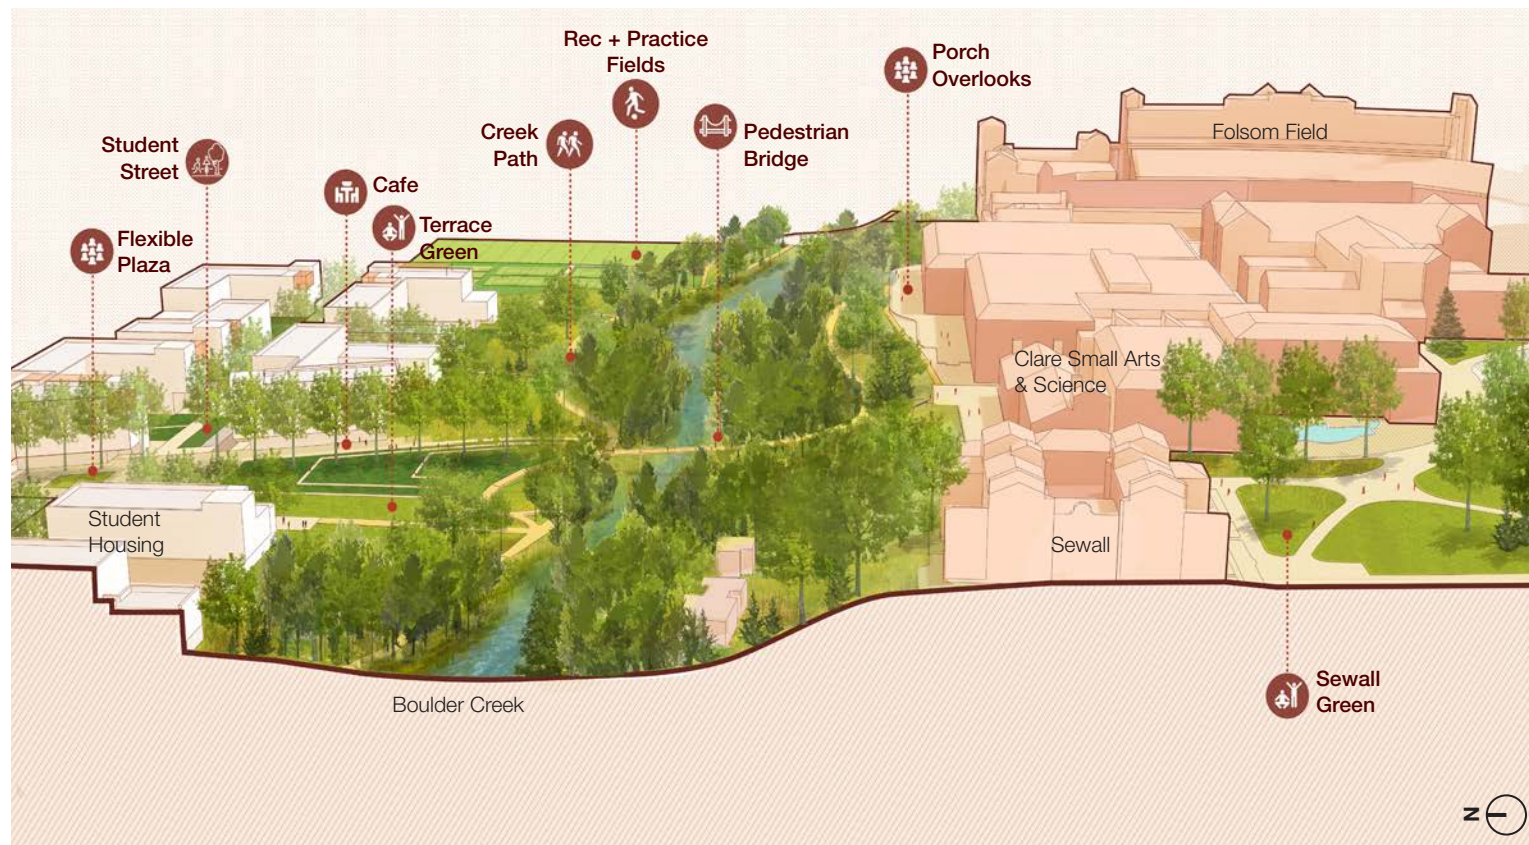 Rec + Practice
Fields
Porch
Overlooks
Creek
Path
Pedestrian
Bridge
Folsom Field
Student
Street
Cafe
Terrace
Green
Flexible
Plaza
Clare Small Arts
& Science
Student
Housing
Sewall
Sewall
Green
Boulder Creek
N